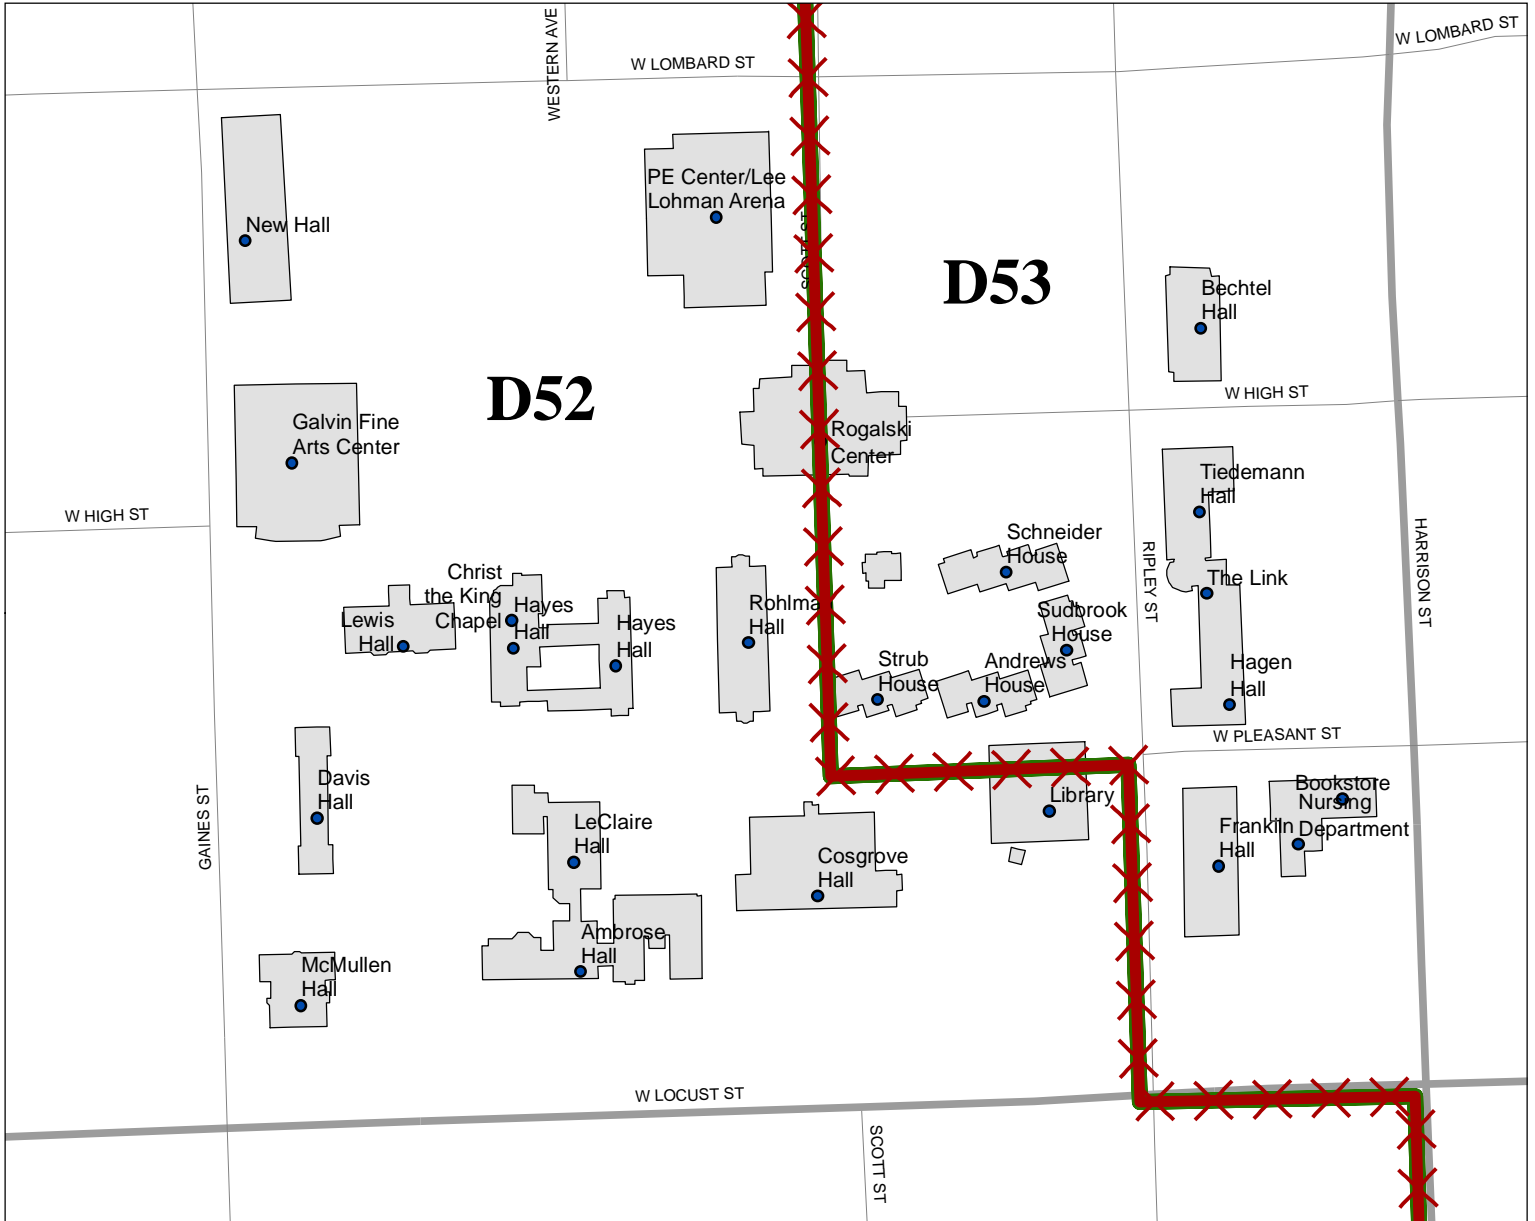 W LOMBARD ST
WESTERN AVE
W LOMBARD ST
PE Center/Lee
Lohman Arena
New Hall
SCOTT ST
D53
Bechtel
Hall
D52
W HIGH ST
Galvin Fine
Arts Center
Rogalski
Center
Tiedemann
Hall
W HIGH ST
HARRISON ST
Schneider
House
RIPLEY ST
Christ
the King
Chapel
The Link
Hayes
Hall
Rohlman
Hall
Lewis
Hall
Hayes
Hall
Sudbrook
House
Strub
House
Andrews
House
Hagen
Hall
W PLEASANT ST
Davis
Hall
GAINES ST
Library
Bookstore
Nursing
Department
LeClaire
Hall
Franklin
Hall
Cosgrove
Hall
Ambrose
Hall
McMullen
Hall
W LOCUST ST
SCOTT ST